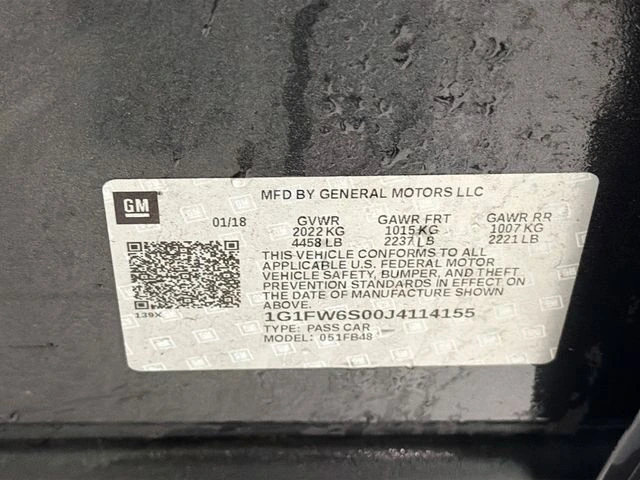 MFD BY GENERAL MOTORS LLC
GM
01/18 GVWR GAWR FRT GAWR RR
2022 KG 1015 KG 1007 KG
4458 LB 2237 LB 2221 LB
THIS VEHICLE CONFORMS TO ALL
APPLICABLE U.S. FEDERAL MOTOR
VEHICLE SAFETY, BUMPER, AND THEFT
PREVENTION STANDARDS IN EFFECT ON
THE DATE OF MANUFACTURE SHOWN
ABOVE.
139X
1G1FW6S00J4114155
TYPE: PASS CAR
MODEL: 051FB48